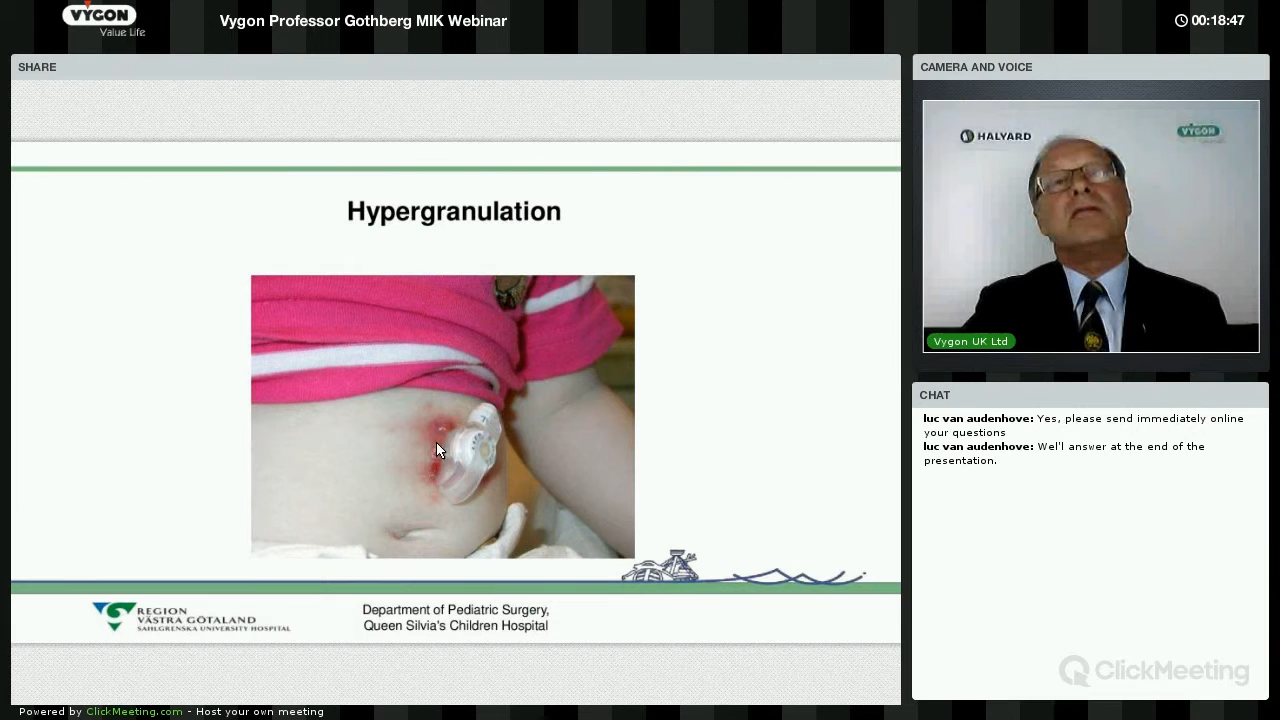 VYGON
Value Life
Vygon Professor Gothberg MIK Webinar
00:18:47
SHARE
Hypergranulation
REGION
VÄSTRA GÖTALAND
SAHLGRENSKA UNIVERSITY HOSPITAL
Department of Pediatric Surgery,
Queen Silvia's Children Hospital
CAMERA AND VOICE
HALYARD
VYGON
Vygon UK Ltd
CHAT
luc van audenhove: Yes, please send immediately online
your questions
luc van audenhove: Wel'l answer at the end of the
presentation.
ClickMeeting
Powered by ClickMeeting.com - Host your own meeting